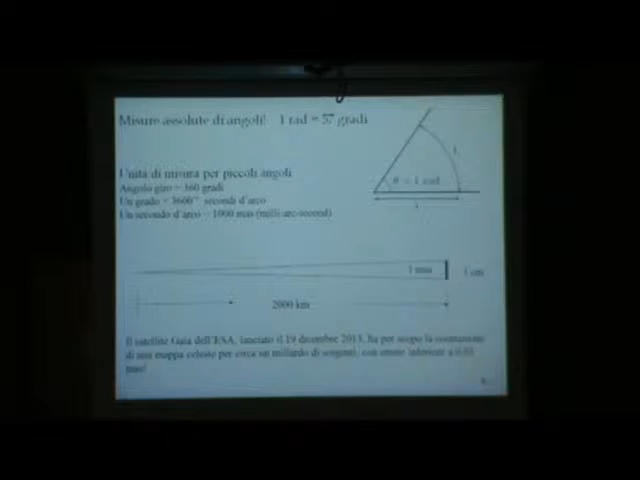 Misure assolute di angoli!   1 rad = 57 gradi
L
θ = 1 rad
Unità di misura per piccoli angoli
Angolo giro = 360 gradi
Un grado = 3600 secondi d'arco
Un secondo d'arco = 1000 mas (milli-arc-second)
1 mas
1 cm
2000 km
Il satellite Gaia dell'ESA, lanciato il 19 dicembre 2013, ha per scopo la costruzione
di una mappa celeste per circa un miliardo di sorgenti, con errore inferiore a
mas!